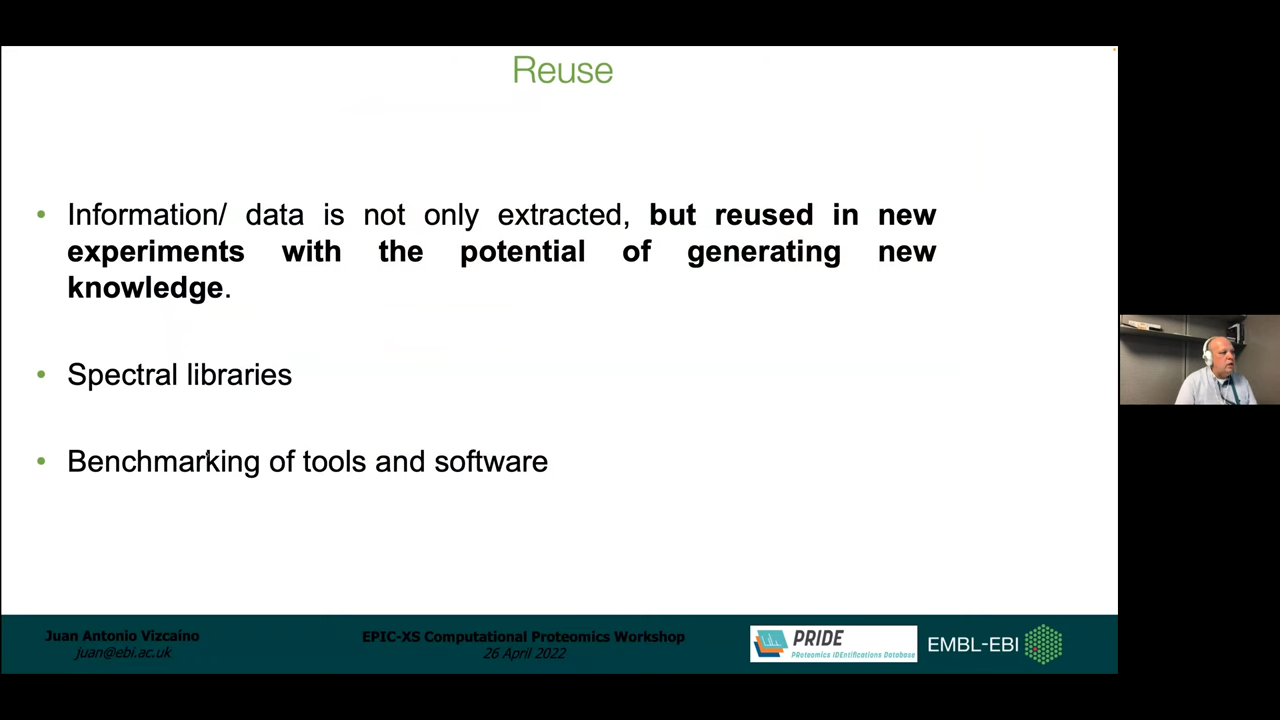 Reuse
• Information/ data is not only extracted, but reused in new
experiments with the potential of generating new
knowledge.
• Spectral libraries
• Benchmarking of tools and software
Juan Antonio Vizcaíno
juan@ebi.ac.uk
EPIC-XS Computational Proteomics Workshop
26 April 2022
PRIDE
PRoteomics IDEntifications Database
EMBL-EBI